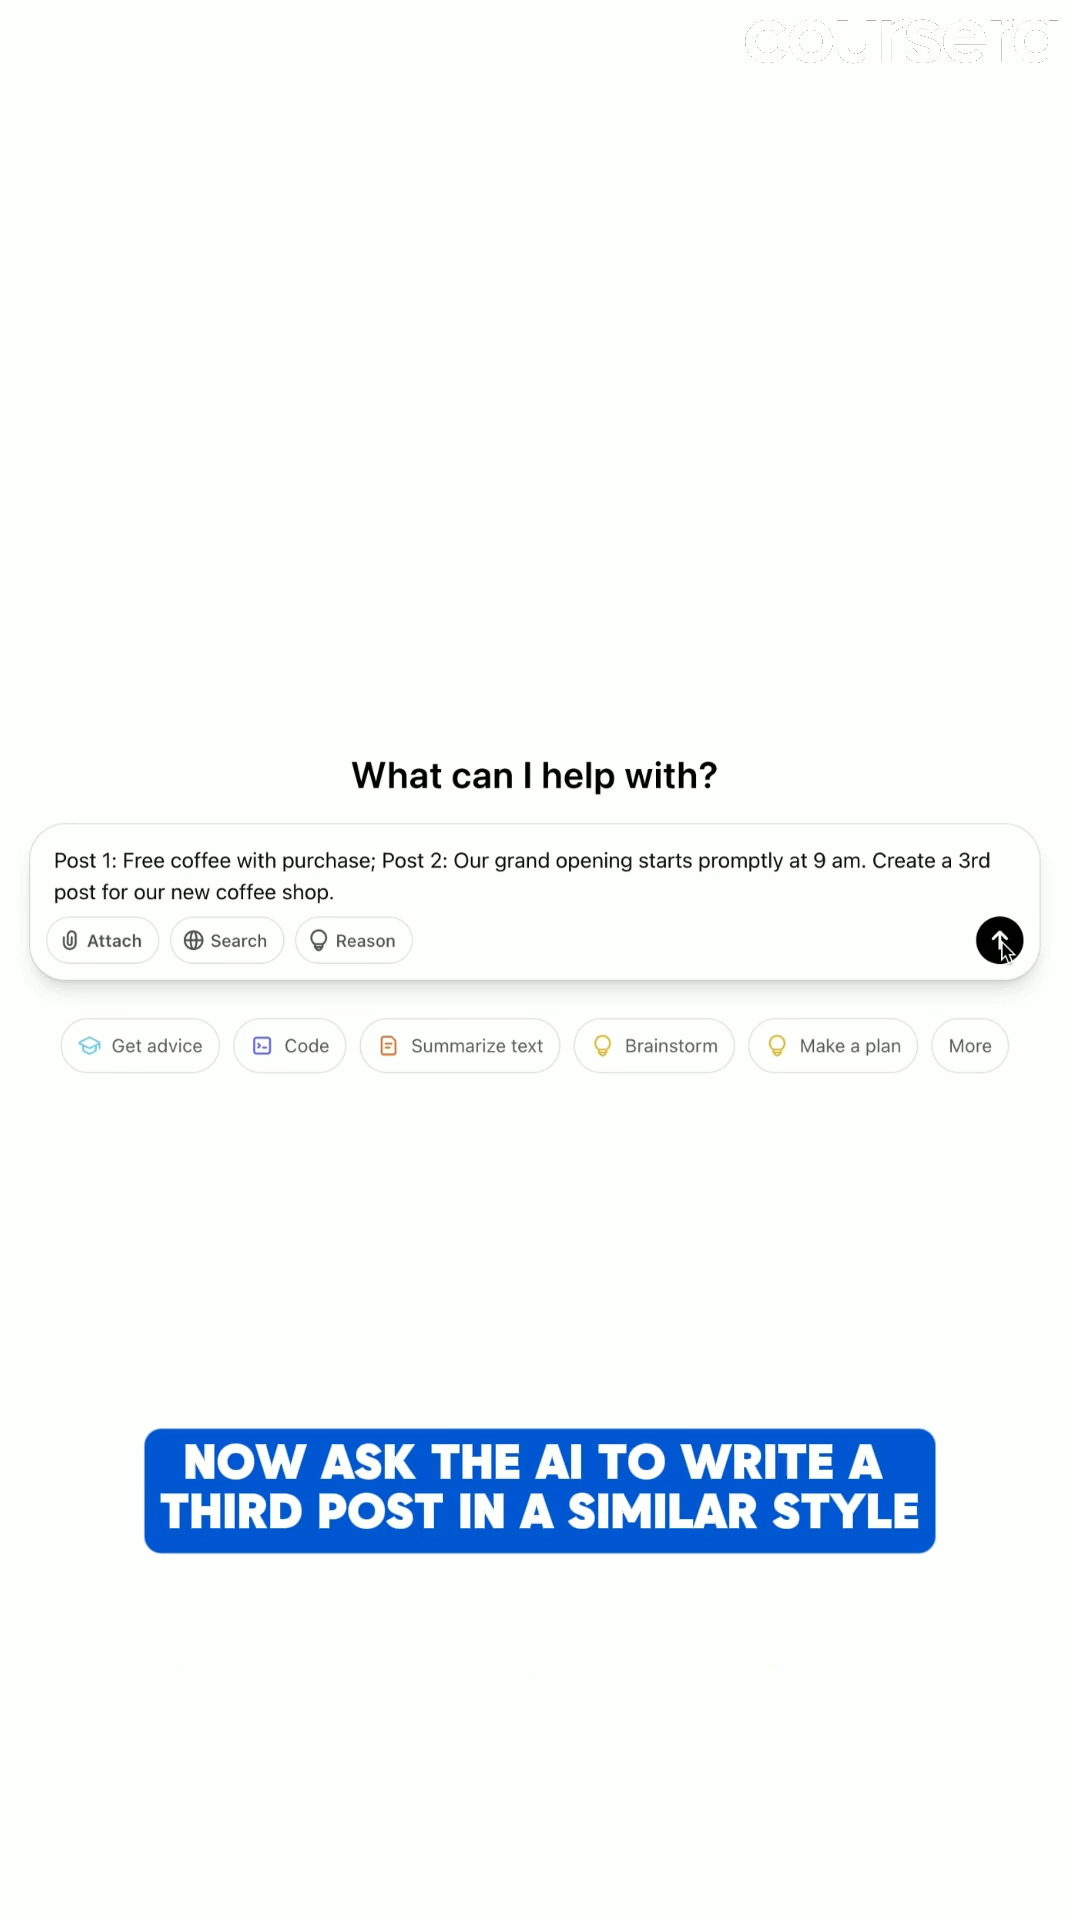 coursera
What can I help with?
Post 1: Free coffee with purchase; Post 2: Our grand opening starts promptly at 9 am. Create a 3rd
post for our new coffee shop.
Attach
Search
Reason
Get advice
Code
Summarize text
Brainstorm
Make a plan
More
NOW ASK THE AI TO WRITE A
THIRD POST IN A SIMILAR STYLE